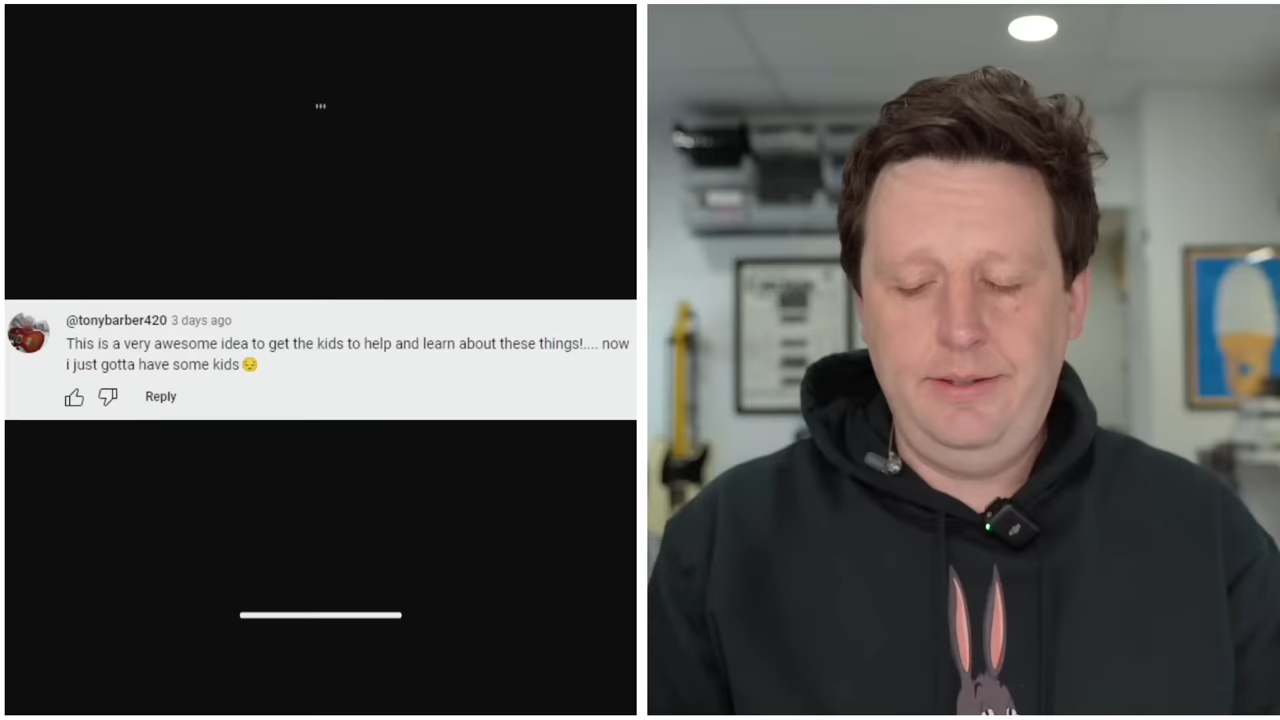 @tonybarber420 3 days ago
This is a very awesome idea to get the kids to help and learn about these things!.... now
i just gotta have some kids😔
Reply